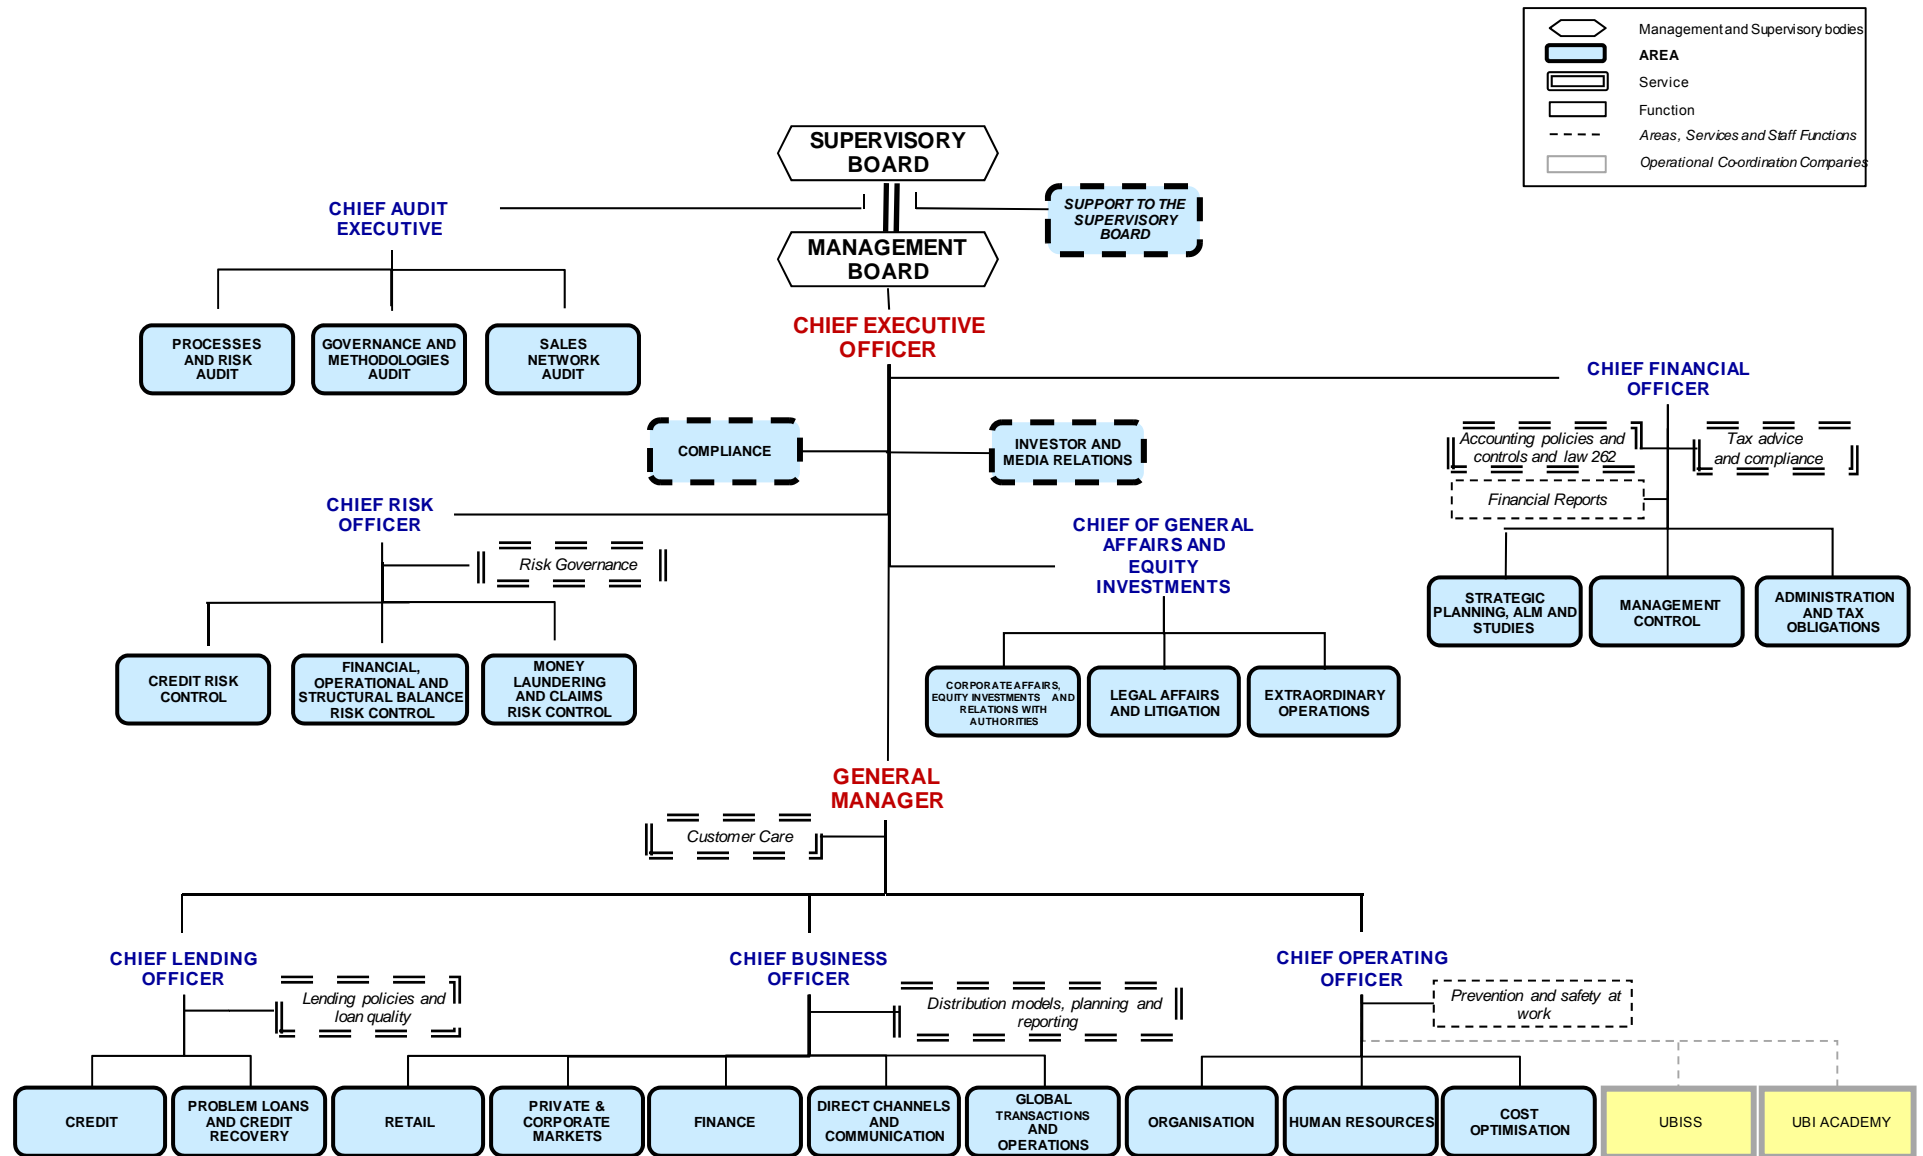 Management and Supervisory bodies
AREA
Service
Function
Areas, Services and Staff Functions
Operational Co-ordination Companies
SUPERVISORY
BOARD
SUPPORT TO THE
SUPERVISORY
BOARD
CHIEF AUDIT
EXECUTIVE
MANAGEMENT
BOARD
CHIEF EXECUTIVE
OFFICER
PROCESSES
AND RISK
AUDIT
GOVERNANCE AND
METHODOLOGIES
AUDIT
SALES
NETWORK
AUDIT
CHIEF FINANCIAL
OFFICER
COMPLIANCE
INVESTOR AND
MEDIA RELATIONS
Accounting policies and
controls and law 262
Tax advice
and compliance
Financial Reports
CHIEF RISK
OFFICER
Risk Governance
CHIEF OF GENERAL
AFFAIRS AND
EQUITY
INVESTMENTS
STRATEGIC
PLANNING, ALM AND
STUDIES
MANAGEMENT
CONTROL
ADMINISTRATION
AND TAX
OBLIGATIONS
CREDIT RISK
CONTROL
FINANCIAL,
OPERATIONAL AND
STRUCTURAL BALANCE
RISK CONTROL
MONEY
LAUNDERING
AND CLAIMS
RISK CONTROL
CORPORATE AFFAIRS,
EQUITY INVESTMENTS AND
RELATIONS WITH
AUTHORITIES
LEGAL AFFAIRS
AND LITIGATION
EXTRAORDINARY
OPERATIONS
GENERAL
MANAGER
Customer Care
CHIEF LENDING
OFFICER
Lending policies and
loan quality
CHIEF BUSINESS
OFFICER
Distribution models, planning and
reporting
CHIEF OPERATING
OFFICER
Prevention and safety at
work
CREDIT
PROBLEM LOANS
AND CREDIT
RECOVERY
RETAIL
PRIVATE &
CORPORATE
MARKETS
FINANCE
DIRECT CHANNELS
AND
COMMUNICATION
GLOBAL
TRANSACTIONS
AND
OPERATIONS
ORGANISATION
HUMAN RESOURCES
COST
OPTIMISATION
UBISS
UBI ACADEMY